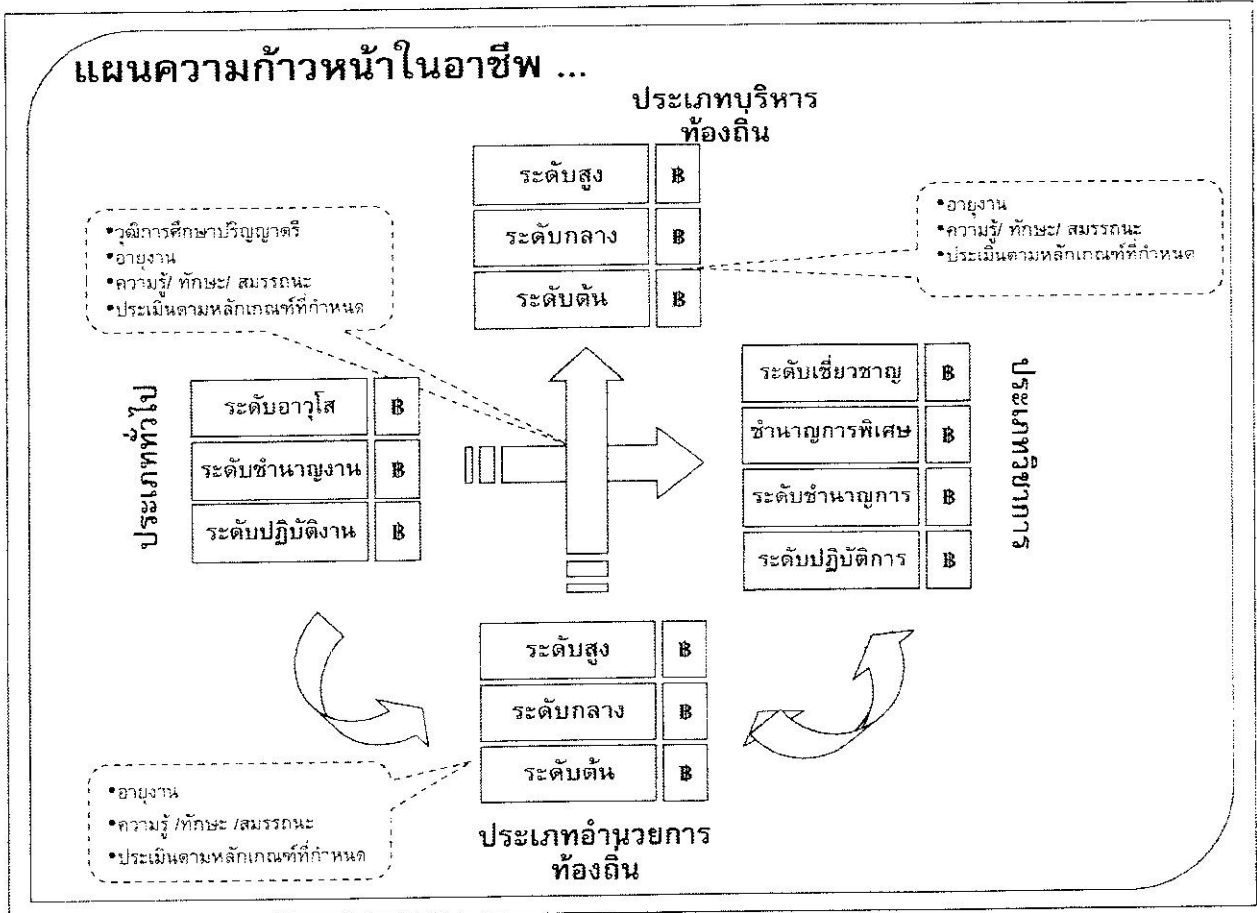 แผนความก้าวหน้าในอาชีพ ...
ประเภทบริหาร
ท้องถิ่น
ระดับสูง ฿
ระดับกลาง ฿
ระดับต้น ฿
•วุฒิการศึกษาปริญญาตรี
•อายุงาน
•ความรู้/ ทักษะ/ สมรรถนะ
•ประเมินตามหลักเกณฑ์ที่กำหนด
•อายุงาน
•ความรู้/ ทักษะ/ สมรรถนะ
•ประเมินตามหลักเกณฑ์ที่กำหนด
ประเภททั่วไป
ระดับอาวุโส ฿
ระดับชำนาญงาน ฿
ระดับปฏิบัติงาน ฿
ระดับเชี่ยวชาญ ฿
ชำนาญการพิเศษ ฿
ระดับชำนาญการ ฿
ระดับปฏิบัติการ ฿
ประเภทวิชาการ
ระดับสูง ฿
ระดับกลาง ฿
ระดับต้น ฿
•อายุงาน
•ความรู้ /ทักษะ /สมรรถนะ
•ประเมินตามหลักเกณฑ์ที่กำหนด
ประเภทอำนวยการ
ท้องถิ่น